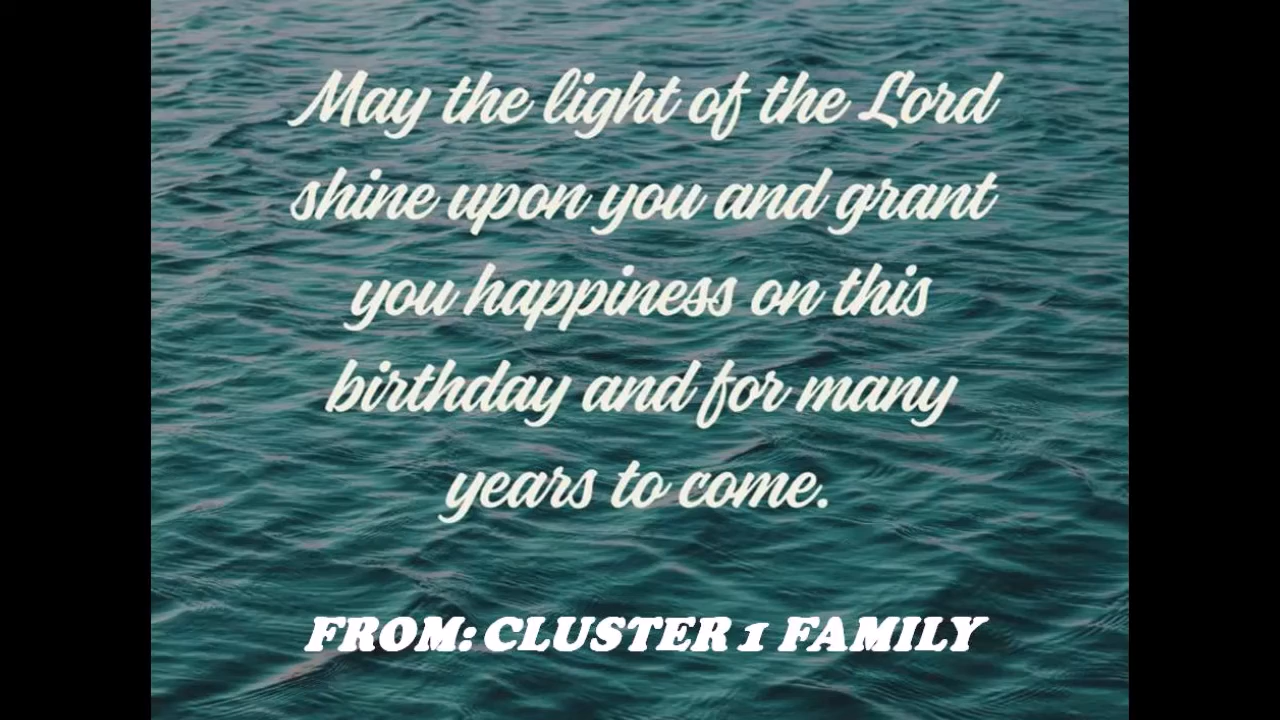 May the light of the Lord
shine upon you and grant
you happiness on this
birthday and for many
years to come.
FROM: CLUSTER 1 FAMILY